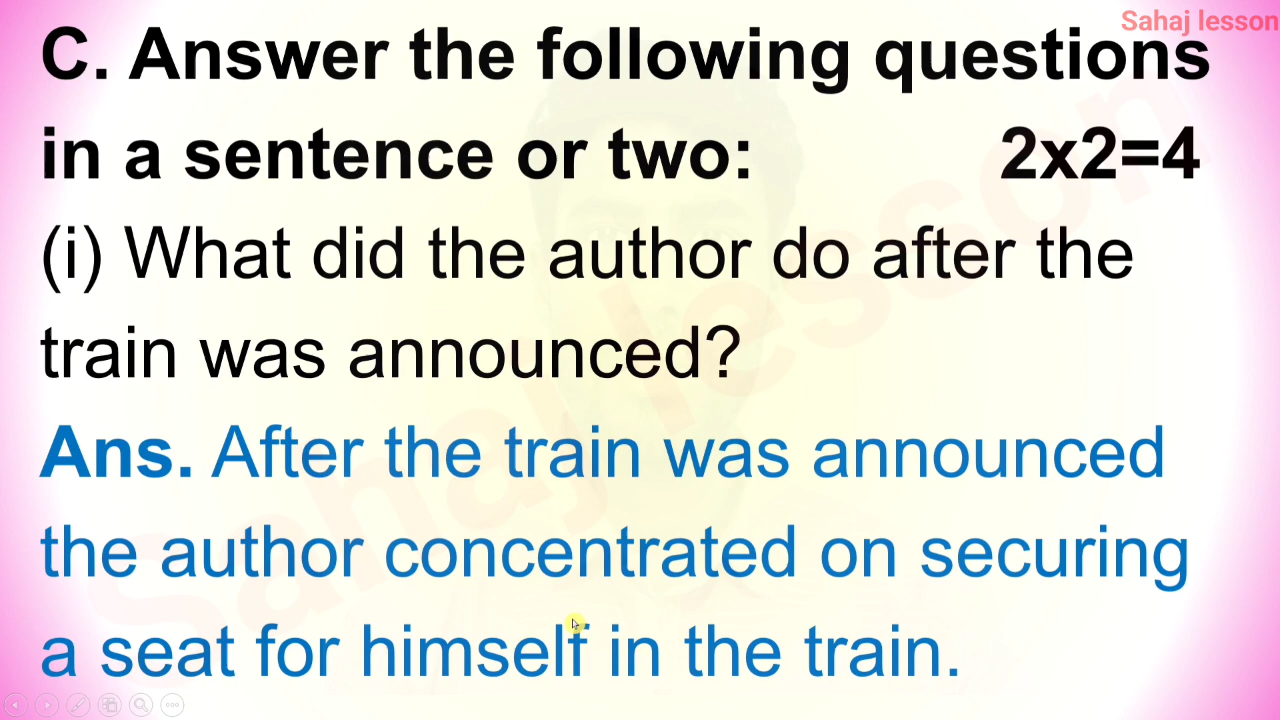 Sahaj lesson
C. Answer the following questions
in a sentence or two: 2x2=4
(i) What did the author do after the
train was announced?
Ans. After the train was announced
the author concentrated on securing
a seat for himself in the train.
Sahaj lesson